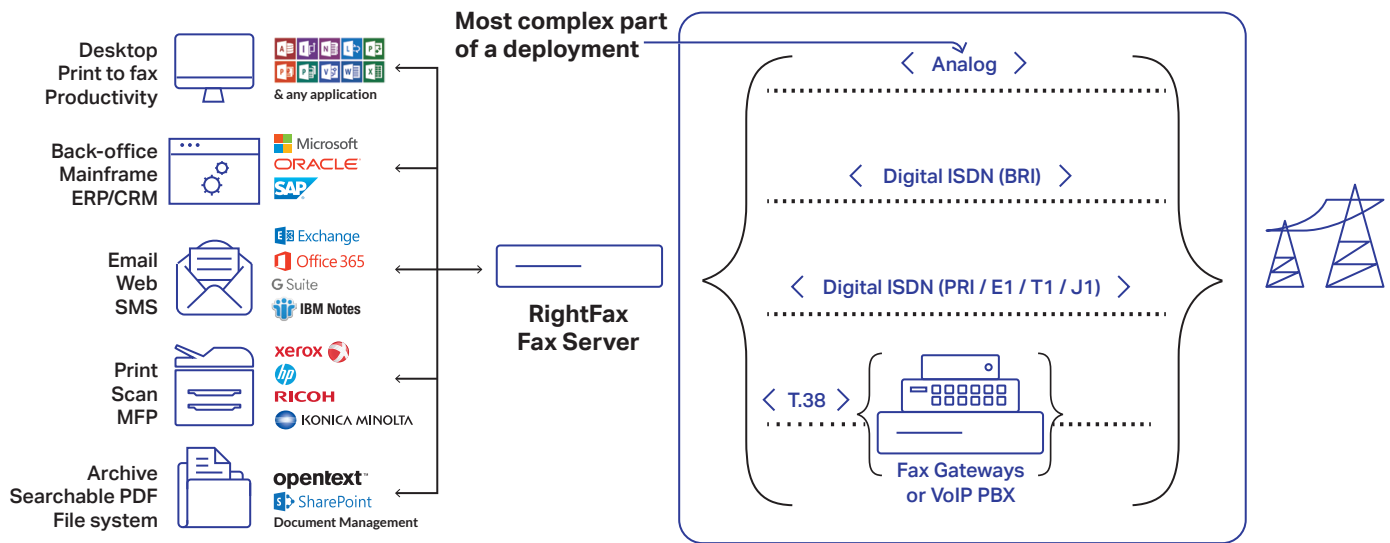 Desktop
Print to fax
Productivity
A I N L P
P P V W X
& any application
Back-office
Mainframe
ERP/CRM
Microsoft
ORACLE
SAP
Email
Web
SMS
E Exchange
Office 365
G Suite
IBM Notes
Print
Scan
MFP
xerox
hp
RICOH
KONICA MINOLTA
Archive
Searchable PDF
File system
opentext™
S SharePoint
Document Management
RightFax
Fax Server
Most complex part
of a deployment
Analog
Digital ISDN (BRI)
Digital ISDN (PRI / E1 / T1 / J1)
T.38
Fax Gateways
or VoIP PBX